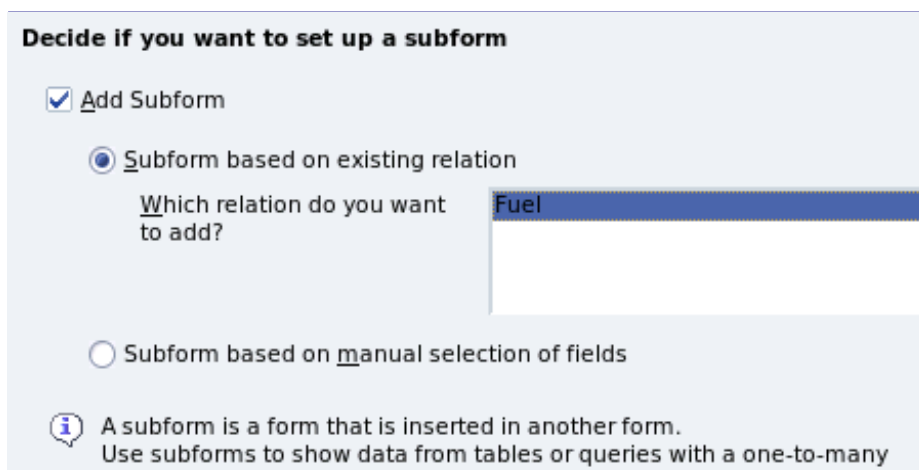 Decide if you want to set up a subform
Add Subform
Subform based on existing relation
Which relation do you want
to add?
Fuel
Subform based on manual selection of fields
A subform is a form that is inserted in another form.
Use subforms to show data from tables or queries with a one-to-many